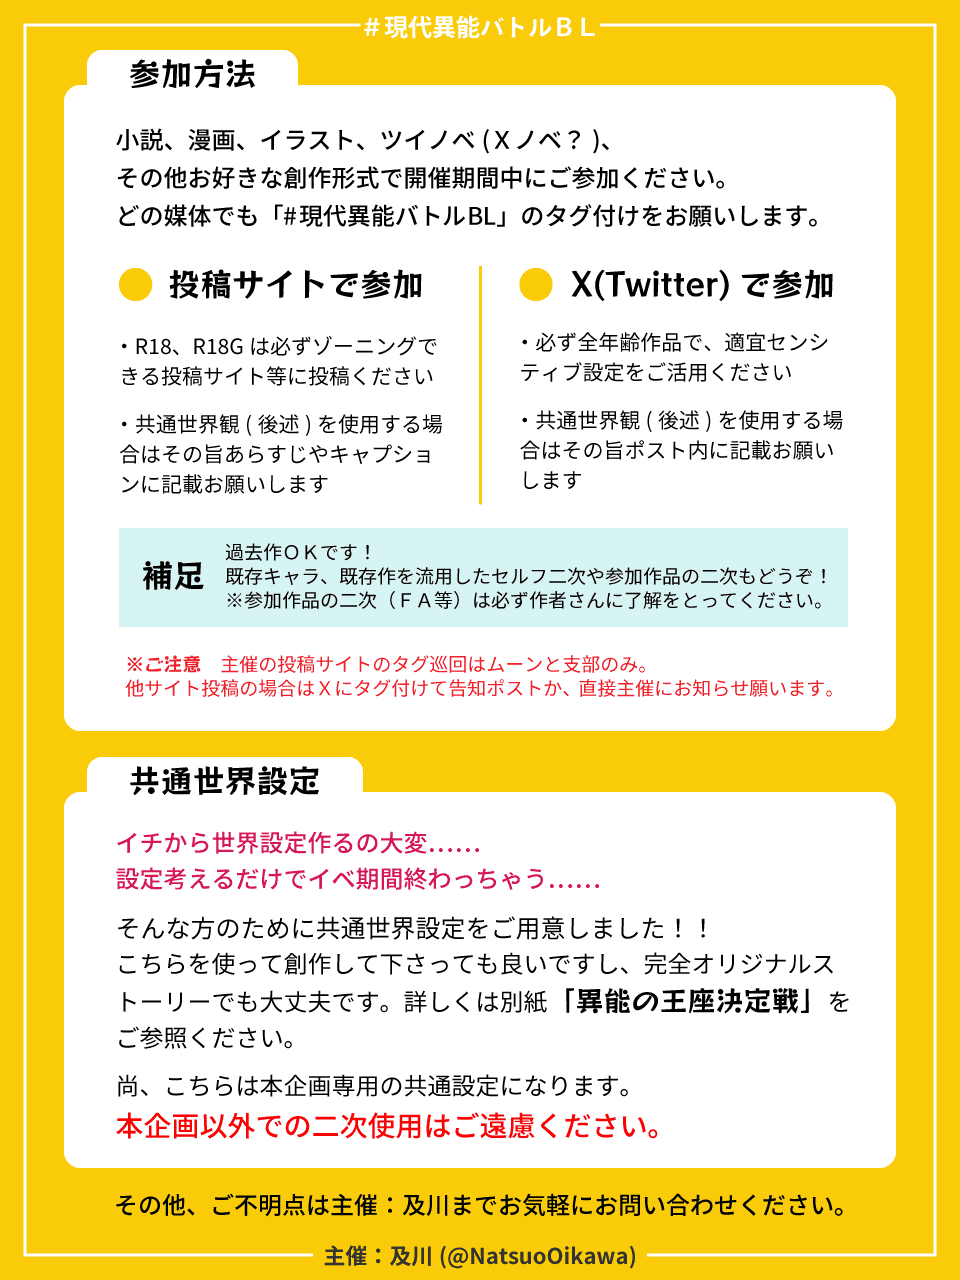 #現代異能バトルBL
参加方法
小説、漫画、イラスト、ツイノベ(Xノベ?)、
その他お好きな創作形式で開催期間中にご参加ください。
どの媒体でも「#現代異能バトルBL」のタグ付けをお願いします。
投稿サイトで参加
・R18、R18Gは必ずゾーニングで
きる投稿サイト等に投稿ください
・共通世界観(後述)を使用する場
合はその旨あらすじやキャプショ
ンに記載お願いします
X(Twitter)で参加
・必ず全年齢作品で、適宜センシ
ティブ設定をご活用ください
・共通世界観(後述)を使用する場
合はその旨ポスト内に記載お願い
します
補足
過去作OKです!
既存キャラ、既存作を流用したセルフ二次や参加作品の二次もどうぞ!
※参加作品の二次(FA等)は必ず作者さんに了解をとってください。
※ご注意 主催の投稿サイトのタグ巡回はムーンと支部のみ。
他サイト投稿の場合はXにタグ付けて告知ポストか、直接主催にお知らせ願います。
共通世界設定
イチから世界設定作るの大変……
設定考えるだけでイベ期間終わっちゃう……
そんな方のために共通世界設定をご用意しました!!
こちらを使って創作して下さっても良いですし、完全オリジナルス
トーリーでも大丈夫です。詳しくは別紙「異能の王座決定戦」を
ご参照ください。
尚、こちらは本企画専用の共通設定になります。
本企画以外での二次使用はご遠慮ください。
その他、ご不明点は主催:及川までお気軽にお問い合わせください。
主催:及川(@NatsuoOikawa)